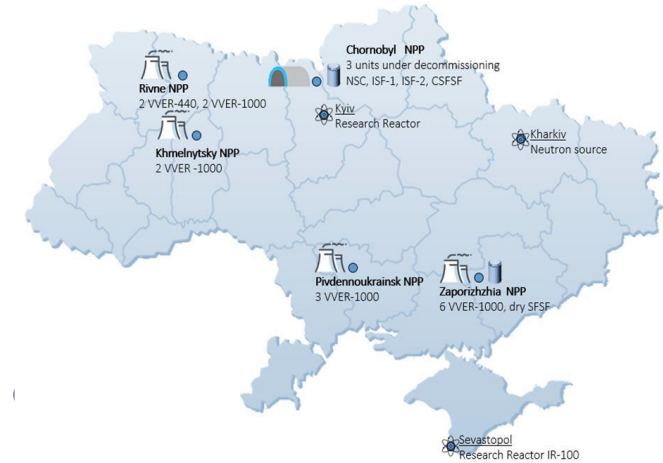 Chornobyl NPP
3 units under decommissioning
NSC, ISF-1, ISF-2, CSFSF
Rivne NPP
2 VVER-440, 2 VVER-1000
Kyiv
Research Reactor
Kharkiv
Neutron source
Khmelnytsky NPP
2 VVER -1000
Pivdennoukrainsk NPP
3 VVER-1000
Zaporizhzhia NPP
6 VVER-1000, dry SFSF
Sevastopol
Research Reactor IR-100